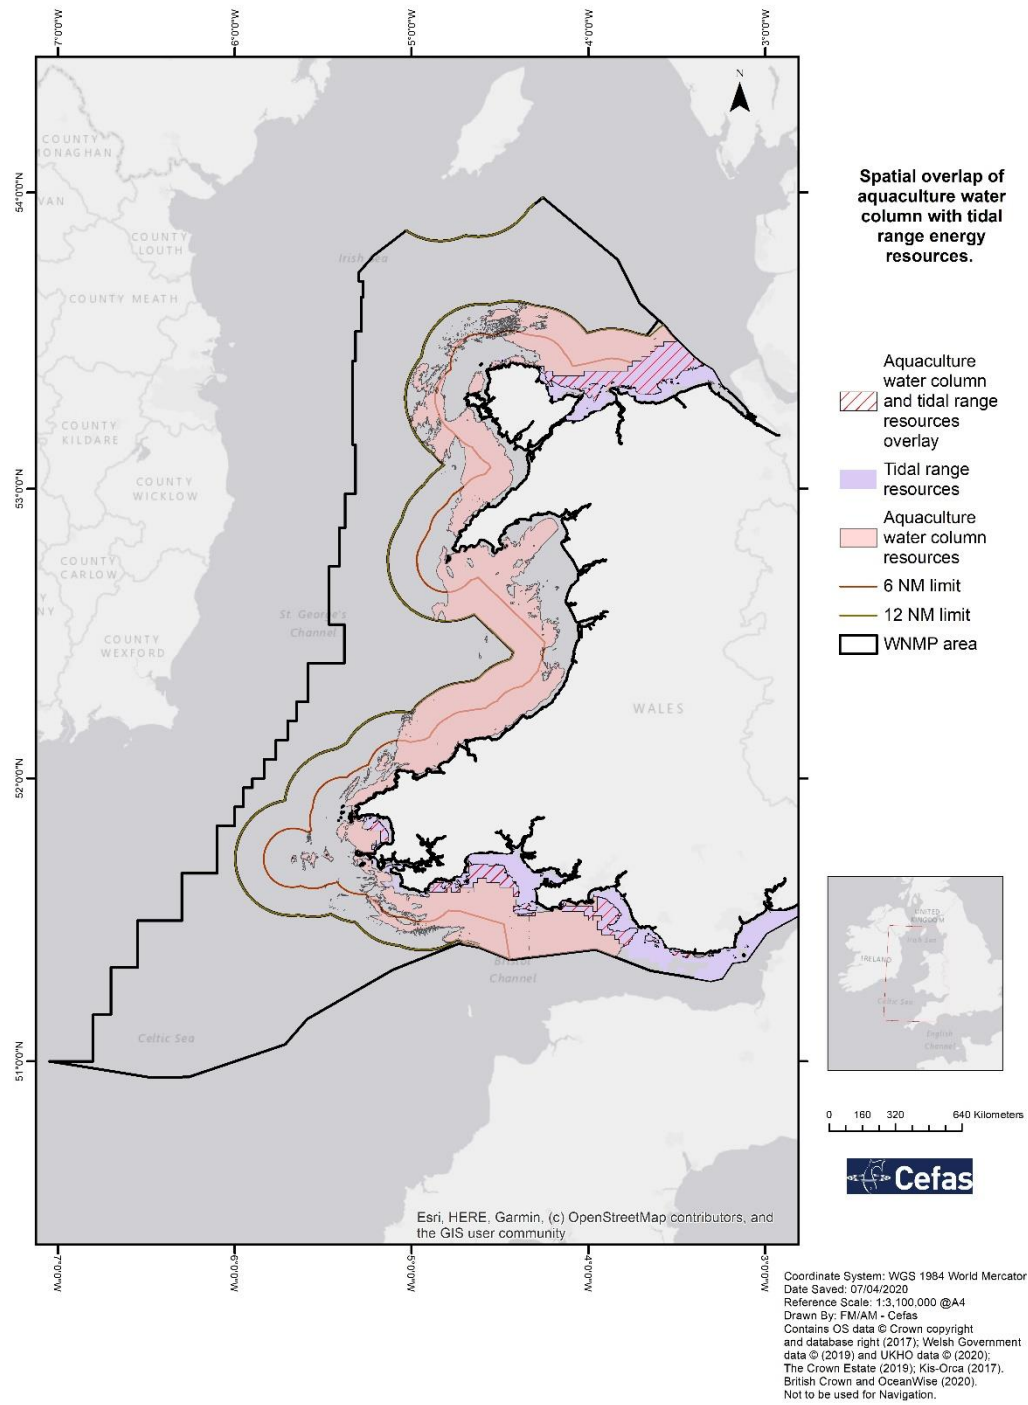 7°0'0"W
6°0'0"W
5°0'0"W
4°0'0"W
3°0'0"W
54°0'0"N
53°0'0"N
52°0'0"N
51°0'0"N
N
COUNTY
MONAGHAN
VAN
COUNTY
LOUTH
COUNTY MEATH
COUNTY
KILDARE
COUNTY
WICKLOW
COUNTY
CARLOW
NY
COUNTY
WEXFORD
Irish Sea
St. George's
Channel
WALES
Bristol
Channel
Celtic Sea
Esri, HERE, Garmin, (c) OpenStreetMap contributors, and
the GIS user community
7°0'0"W
6°0'0"W
5°0'0"W
4°0'0"W
3°0'0"W
Spatial overlap of
aquaculture water
column with tidal
range energy
resources.
Aquaculture
water column
and tidal range
resources
overlay
Tidal range
resources
Aquaculture
water column
resources
6 NM limit
12 NM limit
WNMP area
UNITED
KINGDOM
Irish Sea
IRELAND
Celtic Sea
English
Channel
0 160 320 640 Kilometers
Cefas
Coordinate System: WGS 1984 World Mercator
Date Saved: 07/04/2020
Reference Scale: 1:3,100,000 @A4
Drawn By: FM/AM - Cefas
Contains OS data © Crown copyright
and database right (2017); Welsh Government
data © (2019) and UKHO data © (2020);
The Crown Estate (2019); Kis-Orca (2017).
British Crown and OceanWise (2020).
Not to be used for Navigation.